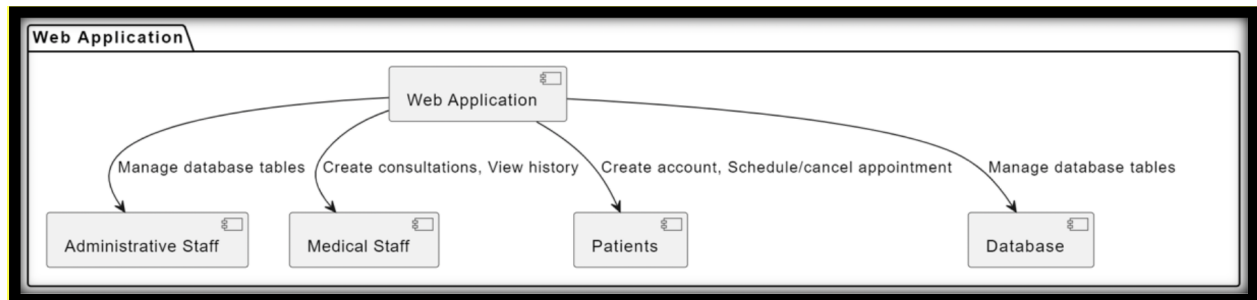 Web Application
Web Application
Manage database tables
Create consultations, View history
Create account, Schedule/cancel appointment
Manage database tables
Administrative Staff
Medical Staff
Patients
Database